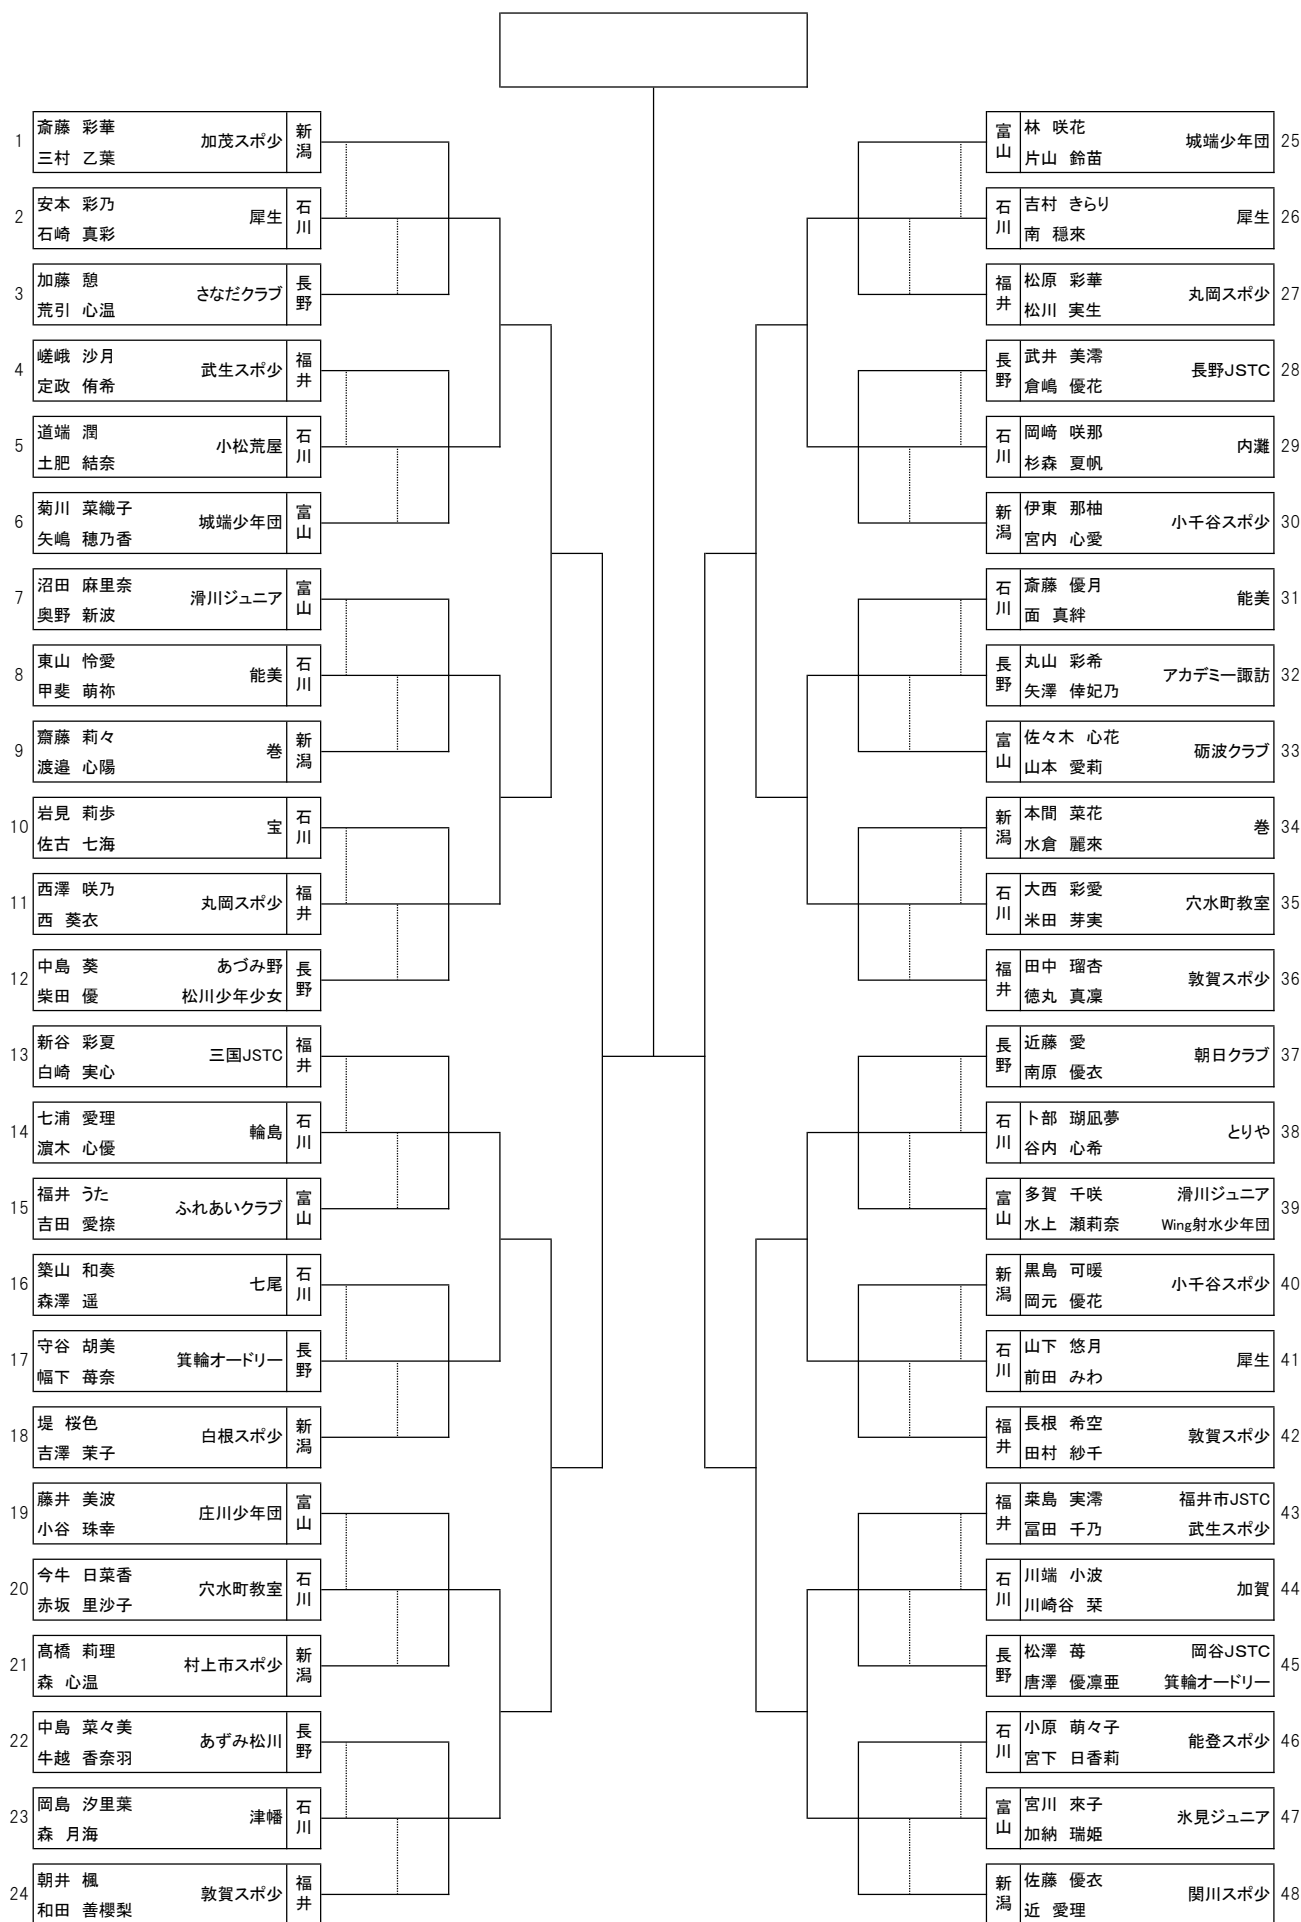 1 斎藤 彩華 三村 乙葉 加茂スポ少 新潟
2 安本 彩乃 石崎 真彩 犀生 石川
3 加藤 憩 荒引 心温 さなだクラブ 長野
4 嵯峨 沙月 定政 侑希 武生スポ少 福井
5 道端 潤 土肥 結奈 小松荒屋 石川
6 菊川 菜織子 矢嶋 穂乃香 城端少年団 富山
7 沼田 麻里奈 奥野 新波 滑川ジュニア 富山
8 東山 怜愛 甲斐 萌祢 能美 石川
9 齋藤 莉々 渡邉 心陽 巻 新潟
10 岩見 莉歩 佐古 七海 宝 石川
11 西澤 咲乃 西 葵衣 丸岡スポ少 福井
12 中島 葵 あづみ野 柴田 優 松川少年少女 長野
13 新谷 彩夏 白崎 実心 三国JSTC 福井
14 七浦 愛理 濵木 心優 輪島 石川
15 福井 うた 吉田 愛捺 ふれあいクラブ 富山
16 築山 和奏 森澤 遥 七尾 石川
17 守谷 胡美 幅下 苺奈 箕輪オードリー 長野
18 堤 桜色 吉澤 茉子 白根スポ少 新潟
19 藤井 美波 小谷 珠幸 庄川少年団 富山
20 今牛 日菜香 赤坂 里沙子 穴水町教室 石川
21 髙橋 莉理 森 心温 村上市スポ少 新潟
22 中島 菜々美 牛越 香奈羽 あずみ松川 長野
23 岡島 汐里葉 森 月海 津幡 石川
24 朝井 楓 和田 善櫻梨 敦賀スポ少 福井
富山 林 咲花 片山 鈴苗 城端少年団 25
石川 吉村 きらり 南 穏來 犀生 26
福井 松原 彩華 松川 実生 丸岡スポ少 27
長野 武井 美澪 倉嶋 優花 長野JSTC 28
石川 岡﨑 咲那 杉森 夏帆 内灘 29
新潟 伊東 那柚 宮内 心愛 小千谷スポ少 30
石川 斎藤 優月 面 真絆 能美 31
長野 丸山 彩希 矢澤 倖妃乃 アカデミー諏訪 32
富山 佐々木 心花 山本 愛莉 砺波クラブ 33
新潟 本間 菜花 水倉 麗來 巻 34
石川 大西 彩愛 米田 芽実 穴水町教室 35
福井 田中 瑠杏 徳丸 真凜 敦賀スポ少 36
長野 近藤 愛 南原 優衣 朝日クラブ 37
石川 卜部 瑚凪夢 谷内 心希 とりや 38
富山 多賀 千咲 滑川ジュニア 水上 瀬莉奈 Wing射水少年団 39
新潟 黒島 可暖 岡元 優花 小千谷スポ少 40
石川 山下 悠月 前田 みわ 犀生 41
福井 長根 希空 田村 紗千 敦賀スポ少 42
福井 桒島 実澪 福井市JSTC 冨田 千乃 武生スポ少 43
石川 川端 小波 川崎谷 栞 加賀 44
長野 松澤 苺 岡谷JSTC 唐澤 優凛亜 箕輪オードリー 45
石川 小原 萌々子 宮下 日香莉 能登スポ少 46
富山 宮川 來子 加納 瑞姫 氷見ジュニア 47
新潟 佐藤 優衣 近 愛理 関川スポ少 48